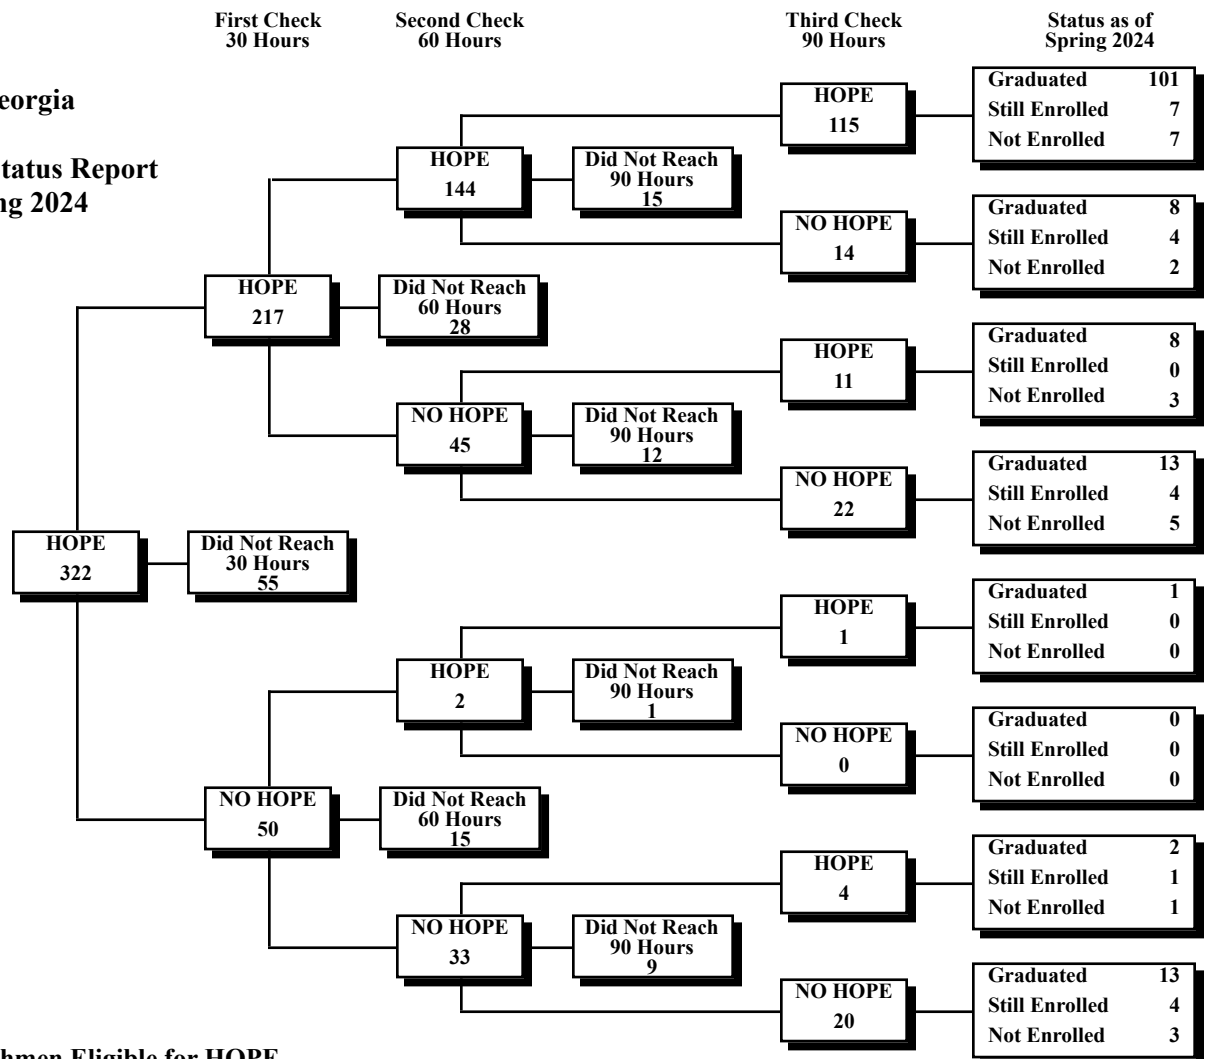 First Check
30 Hours
Second Check
60 Hours
Third Check
90 Hours
Status as of
Spring 2024
eorgia
tatus Report
ng 2024
HOPE
322
Did Not Reach
30 Hours
55
HOPE
217
Did Not Reach
60 Hours
28
NO HOPE
50
Did Not Reach
60 Hours
15
HOPE
144
Did Not Reach
90 Hours
15
NO HOPE
45
Did Not Reach
90 Hours
12
HOPE
2
Did Not Reach
90 Hours
1
NO HOPE
33
Did Not Reach
90 Hours
9
HOPE
115
Graduated 101
Still Enrolled 7
Not Enrolled 7
NO HOPE
14
Graduated 8
Still Enrolled 4
Not Enrolled 2
HOPE
11
Graduated 8
Still Enrolled 0
Not Enrolled 3
NO HOPE
22
Graduated 13
Still Enrolled 4
Not Enrolled 5
HOPE
1
Graduated 1
Still Enrolled 0
Not Enrolled 0
NO HOPE
0
Graduated 0
Still Enrolled 0
Not Enrolled 0
HOPE
4
Graduated 2
Still Enrolled 1
Not Enrolled 1
NO HOPE
20
Graduated 13
Still Enrolled 4
Not Enrolled 3
hmen Eligible for HOPE